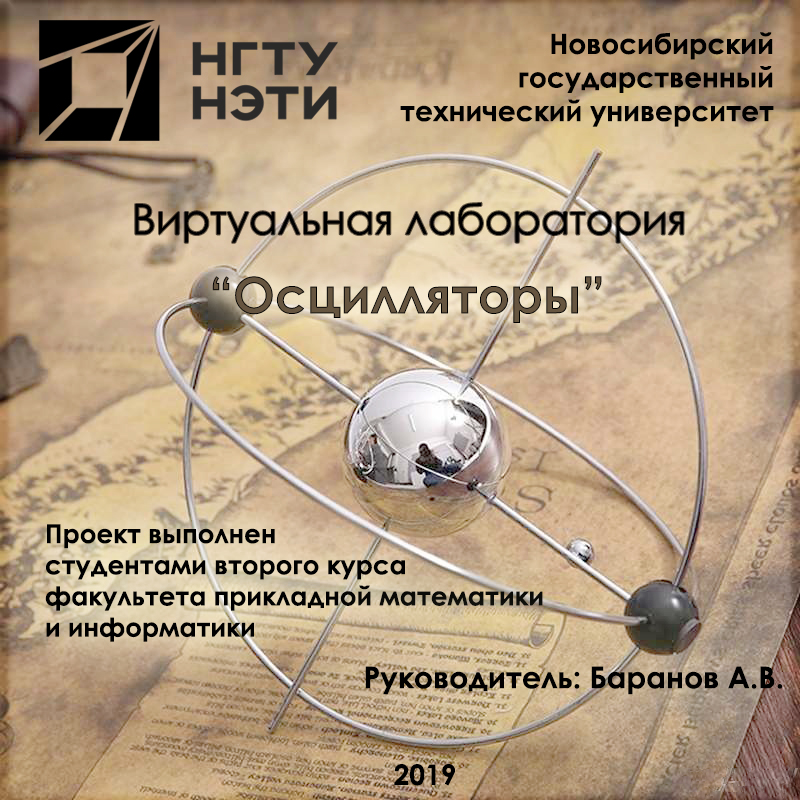 НГТУ
НЭТИ
Новосибирский
государственный
технический университет
Виртуальная лаборатория
“Осцилляторы”
Проект выполнен
студентами второго курса
факультета прикладной математики
и информатики
Руководитель: Баранов А.В.
2019